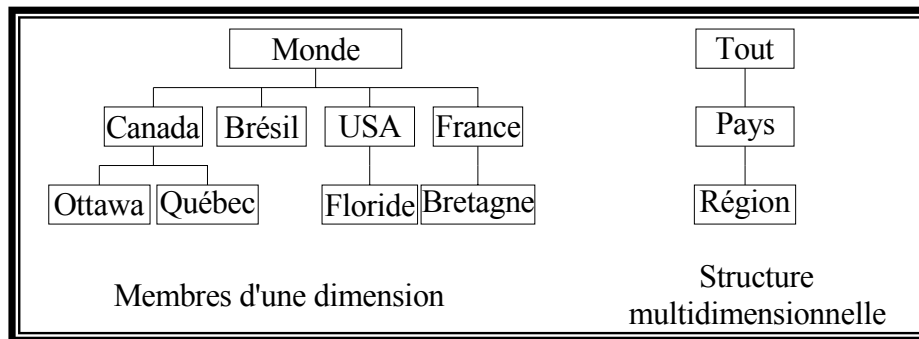 Monde
Tout
Canada
Brésil
USA
France
Pays
Ottawa
Québec
Floride
Bretagne
Région
Membres d'une dimension
Structure
multidimensionnelle